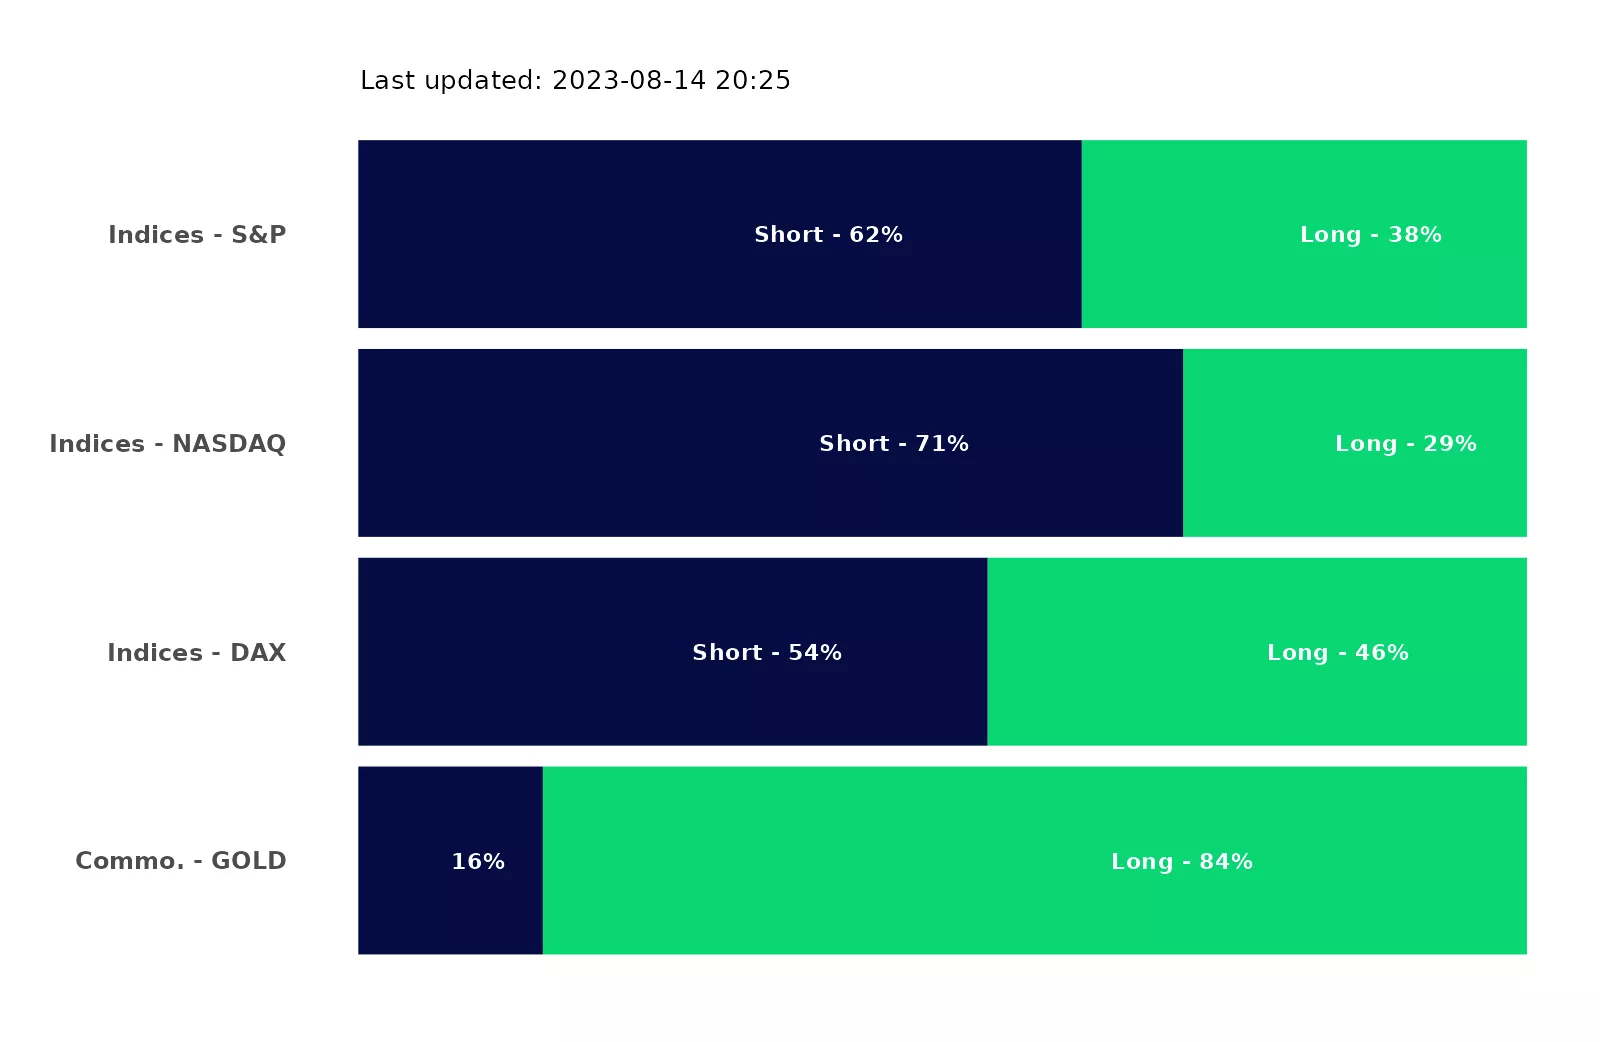 Last updated: 2023-08-14 20:25
Indices - S&P Short - 62% Long - 38%
Indices - NASDAQ Short - 71% Long - 29%
Indices - DAX Short - 54% Long - 46%
Commo. - GOLD 16% Long - 84%